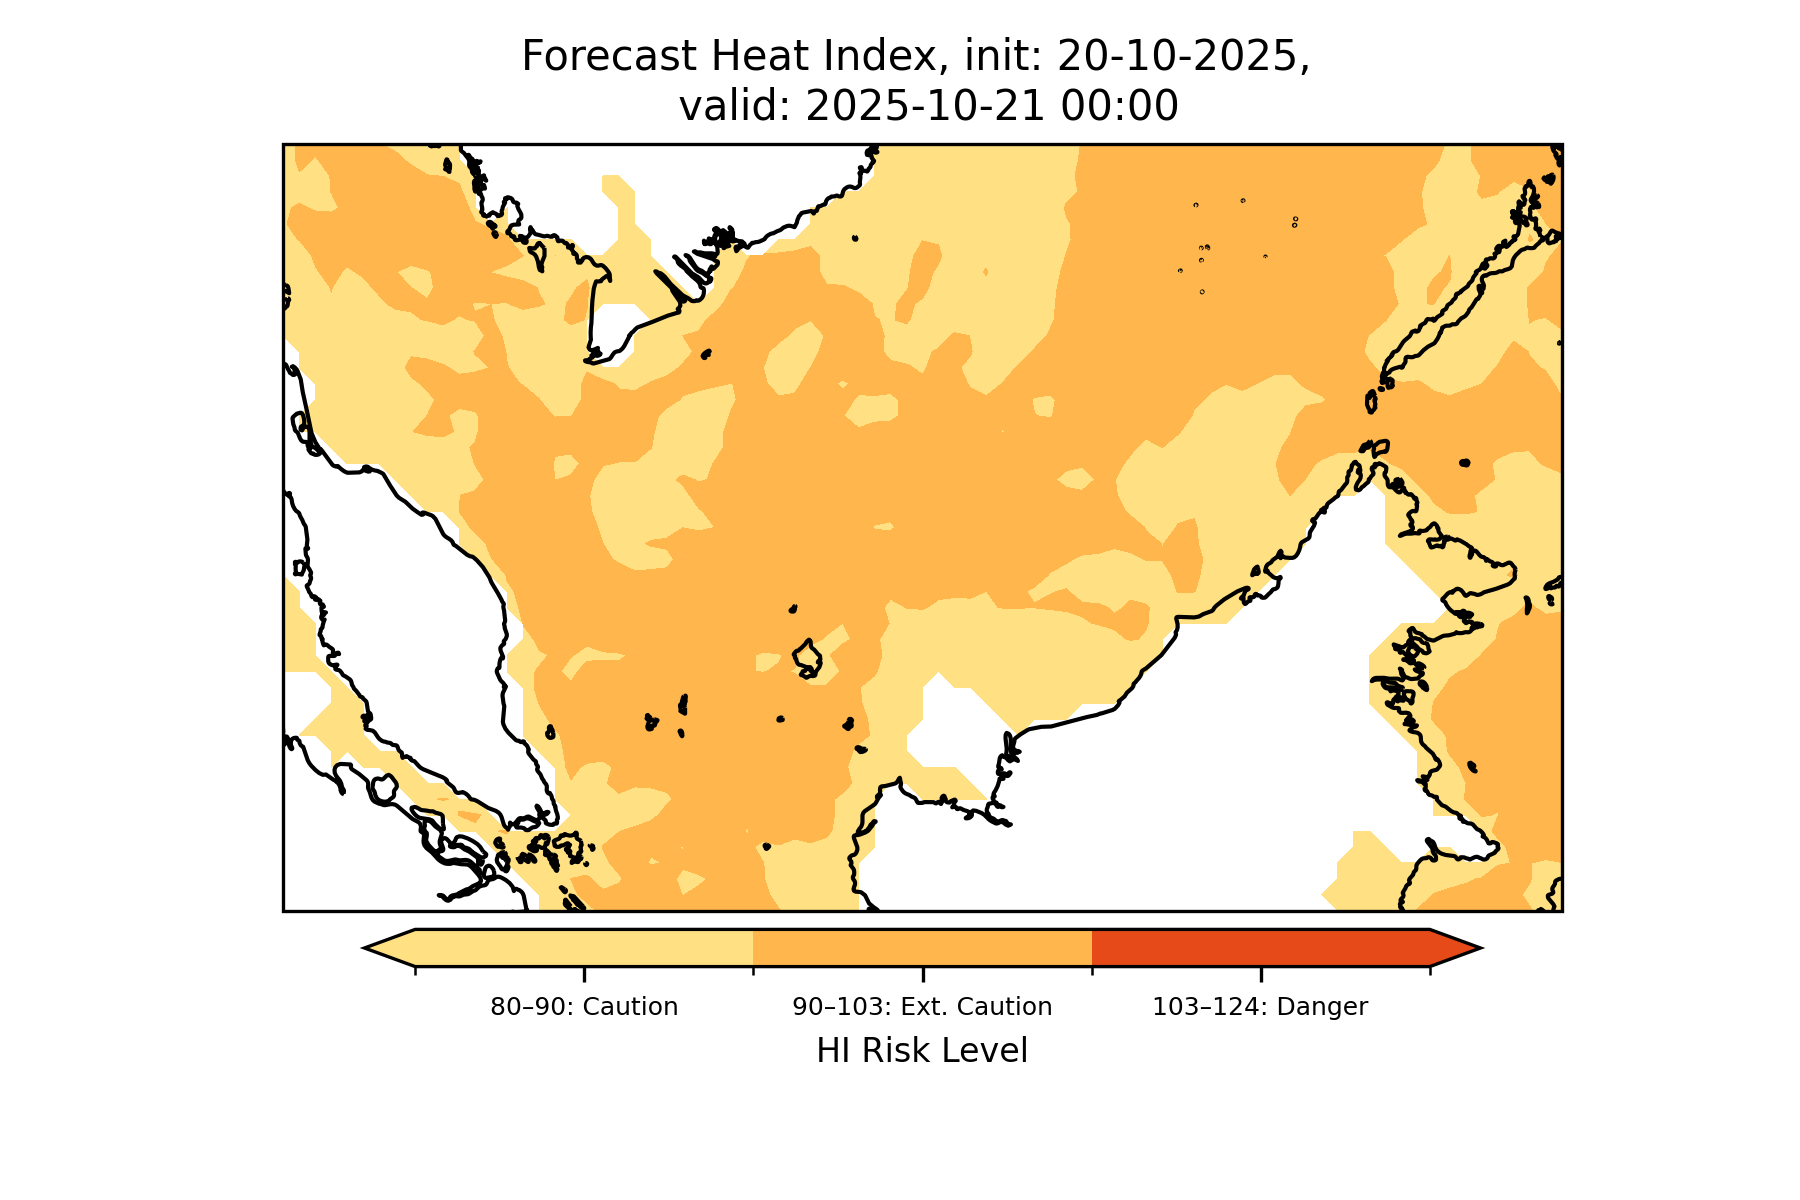 Forecast Heat Index, init: 20-10-2025,
valid: 2025-10-21 00:00
80–90: Caution
90–103: Ext. Caution
103–124: Danger
HI Risk Level